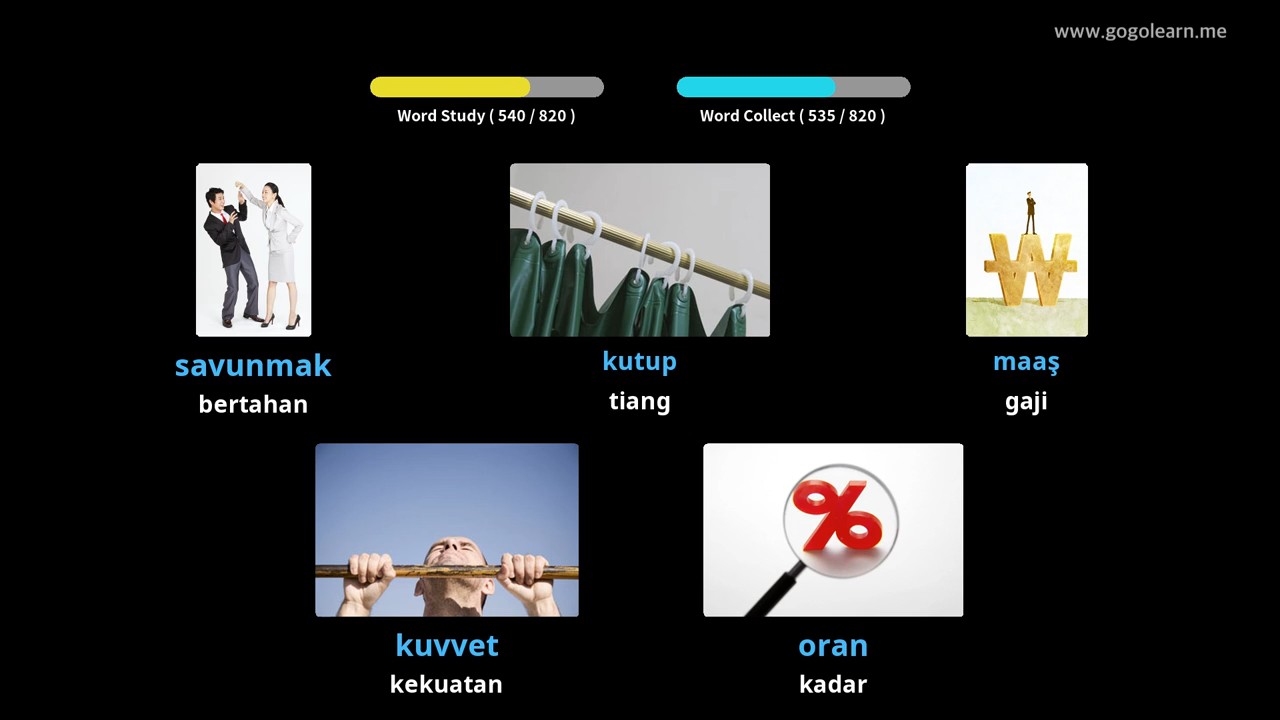 www.gogolearn.me
Word Study ( 540 / 820 )
Word Collect ( 535 / 820 )
savunmak
bertahan
kutup
tiang
maaş
gaji
kuvvet
kekuatan
oran
kadar